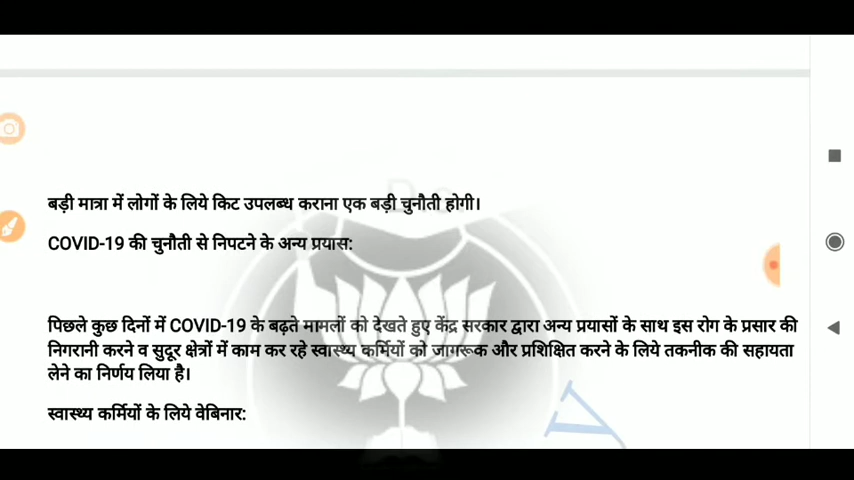 बड़ी मात्रा में लोगों के लिये किट उपलब्ध कराना एक बड़ी चुनौती होगी।
COVID-19 की चुनौती से निपटने के अन्य प्रयास:
पिछले कुछ दिनों में COVID-19 के बढ़ते मामलों को देखते हुए केंद्र सरकार द्वारा अन्य प्रयासों के साथ इस रोग के प्रसार की
निगरानी करने व सुदूर क्षेत्रों में काम कर रहे स्वास्थ्य कर्मियों को जागरूक और प्रशिक्षित करने के लिये तकनीक की सहायता
लेने का निर्णय लिया है।
स्वास्थ्य कर्मियों के लिये वेबिनार: